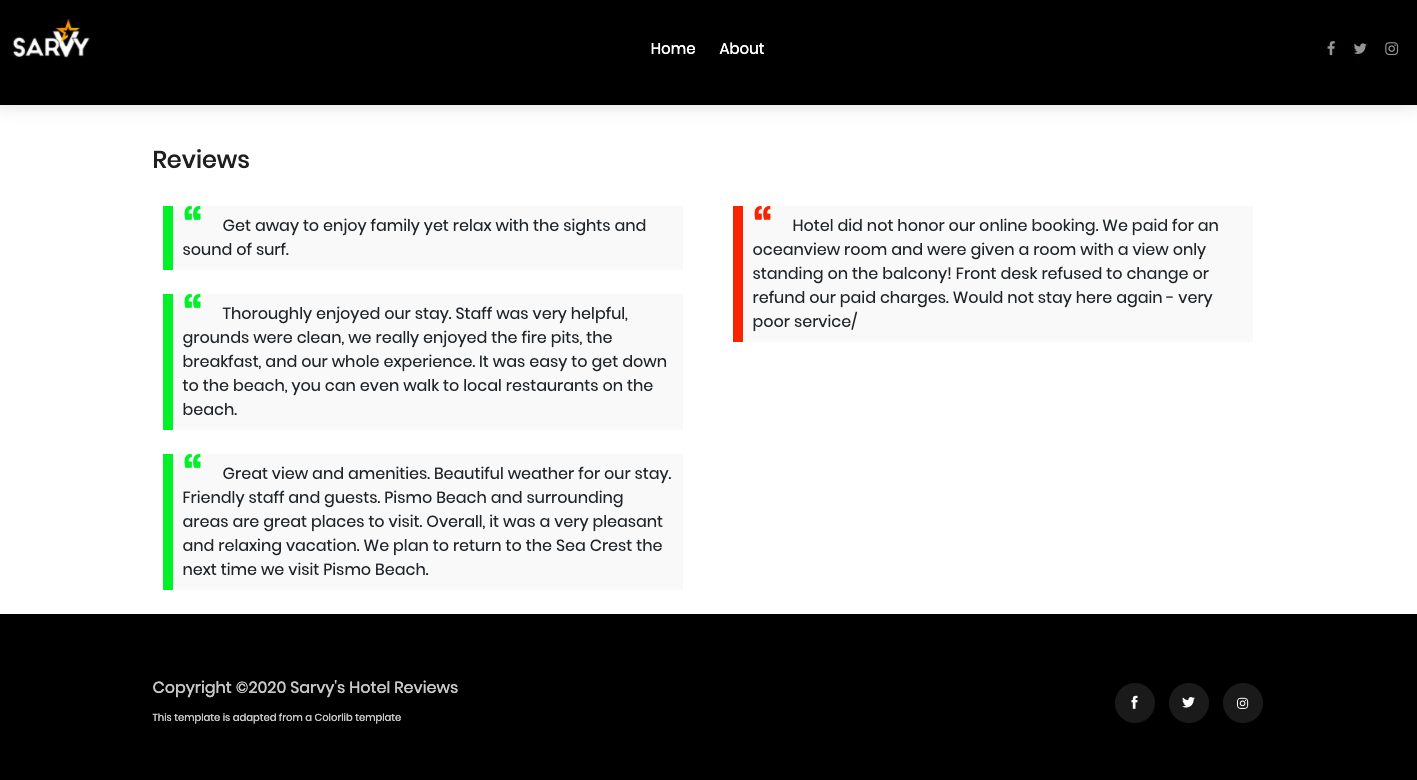 SARVY
Home About
Reviews
“ Get away to enjoy family yet relax with the sights and
sound of surf.
“ Thoroughly enjoyed our stay. Staff was very helpful,
grounds were clean, we really enjoyed the fire pits, the
breakfast, and our whole experience. It was easy to get down
to the beach, you can even walk to local restaurants on the
beach.
“ Great view and amenities. Beautiful weather for our stay.
Friendly staff and guests. Pismo Beach and surrounding
areas are great places to visit. Overall, it was a very pleasant
and relaxing vacation. We plan to return to the Sea Crest the
next time we visit Pismo Beach.
“ Hotel did not honor our online booking. We paid for an
oceanview room and were given a room with a view only
standing on the balcony! Front desk refused to change or
refund our paid charges. Would not stay here again - very
poor service/
Copyright ©2020 Sarvy's Hotel Reviews
This template is adapted from a Colorlib template